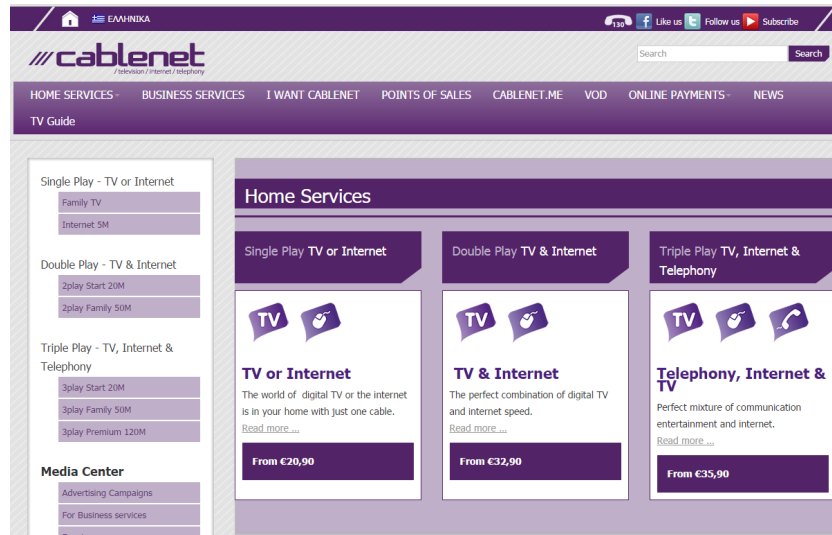 ΕΛΛΗΝΙΚΑ
130 Like us Follow us Subscribe
cablenet
/television /internet /telephony
Search Search
HOME SERVICES BUSINESS SERVICES I WANT CABLENET POINTS OF SALES CABLENET.ME VOD ONLINE PAYMENTS NEWS
TV Guide
Single Play - TV or Internet
Family TV
Internet 5M
Double Play - TV & Internet
2play Start 20M
2play Family 50M
Triple Play - TV, Internet &
Telephony
3play Start 20M
3play Family 50M
3play Premium 120M
Media Center
Advertising Campaigns
For Business services
Home Services
Single Play TV or Internet
TV
TV or Internet
The world of digital TV or the internet
is in your home with just one cable.
Read more ...
From €20,90
Double Play TV & Internet
TV
TV & Internet
The perfect combination of digital TV
and internet speed.
Read more ...
From €32,90
Triple Play TV, Internet &
Telephony
TV
Telephony, Internet &
TV
Perfect mixture of communication
entertainment and internet.
Read more ...
From €35,90